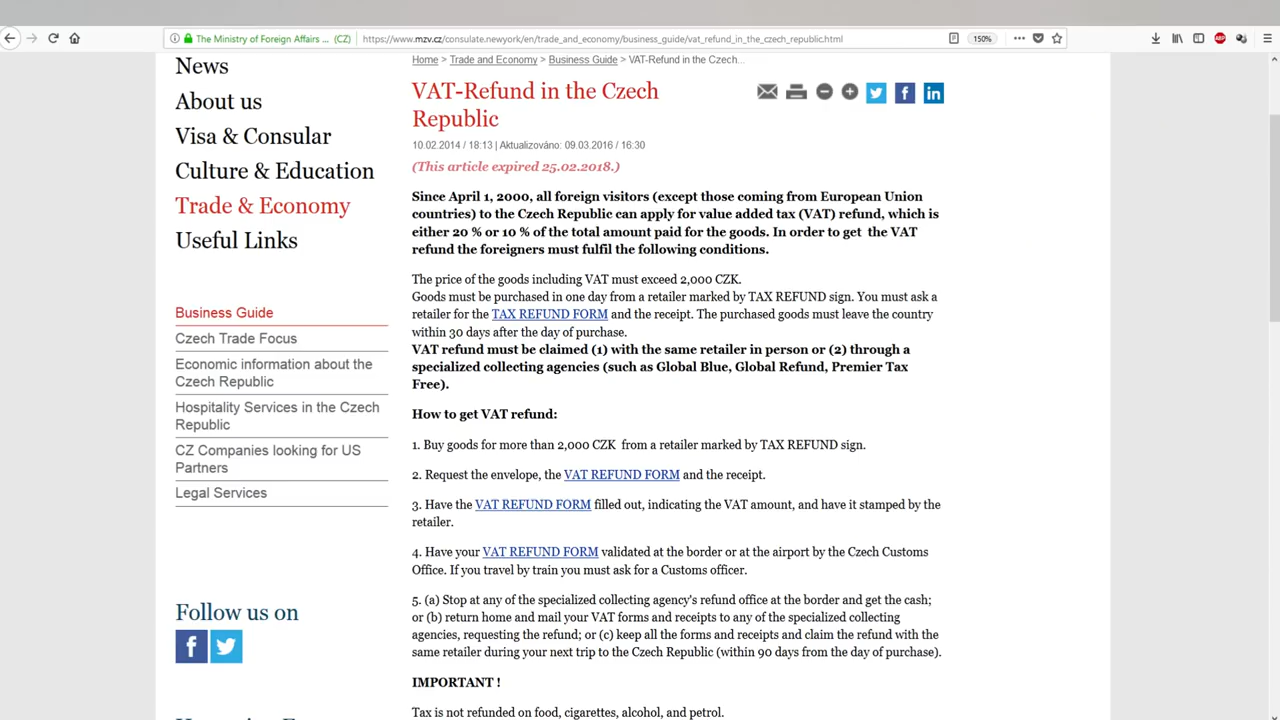 The Ministry of Foreign Affairs ... (CZ)
https://www.mzv.cz/consulate.newyork/en/trade_and_economy/business_guide/vat_refund_in_the_czech_republic.html
150%
ABP
News
About us
Visa & Consular
Culture & Education
Trade & Economy
Useful Links
Business Guide
Czech Trade Focus
Economic information about the
Czech Republic
Hospitality Services in the Czech
Republic
CZ Companies looking for US
Partners
Legal Services
Follow us on
Home > Trade and Economy > Business Guide > VAT-Refund in the Czech...
VAT-Refund in the Czech
Republic
10.02.2014 / 18:13 | Aktualizováno: 09.03.2016 / 16:30
(This article expired 25.02.2018.)
Since April 1, 2000, all foreign visitors (except those coming from European Union
countries) to the Czech Republic can apply for value added tax (VAT) refund, which is
either 20 % or 10 % of the total amount paid for the goods. In order to get the VAT
refund the foreigners must fulfil the following conditions.
The price of the goods including VAT must exceed 2,000 CZK.
Goods must be purchased in one day from a retailer marked by TAX REFUND sign. You must ask a
retailer for the TAX REFUND FORM and the receipt. The purchased goods must leave the country
within 30 days after the day of purchase.
VAT refund must be claimed (1) with the same retailer in person or (2) through a
specialized collecting agencies (such as Global Blue, Global Refund, Premier Tax
Free).
How to get VAT refund:
1. Buy goods for more than 2,000 CZK from a retailer marked by TAX REFUND sign.
2. Request the envelope, the VAT REFUND FORM and the receipt.
3. Have the VAT REFUND FORM filled out, indicating the VAT amount, and have it stamped by the
retailer.
4. Have your VAT REFUND FORM validated at the border or at the airport by the Czech Customs
Office. If you travel by train you must ask for a Customs officer.
5. (a) Stop at any of the specialized collecting agency's refund office at the border and get the cash;
or (b) return home and mail your VAT forms and receipts to any of the specialized collecting
agencies, requesting the refund; or (c) keep all the forms and receipts and claim the refund with the
same retailer during your next trip to the Czech Republic (within 90 days from the day of purchase).
IMPORTANT !
Tax is not refunded on food, cigarettes, alcohol, and petrol.